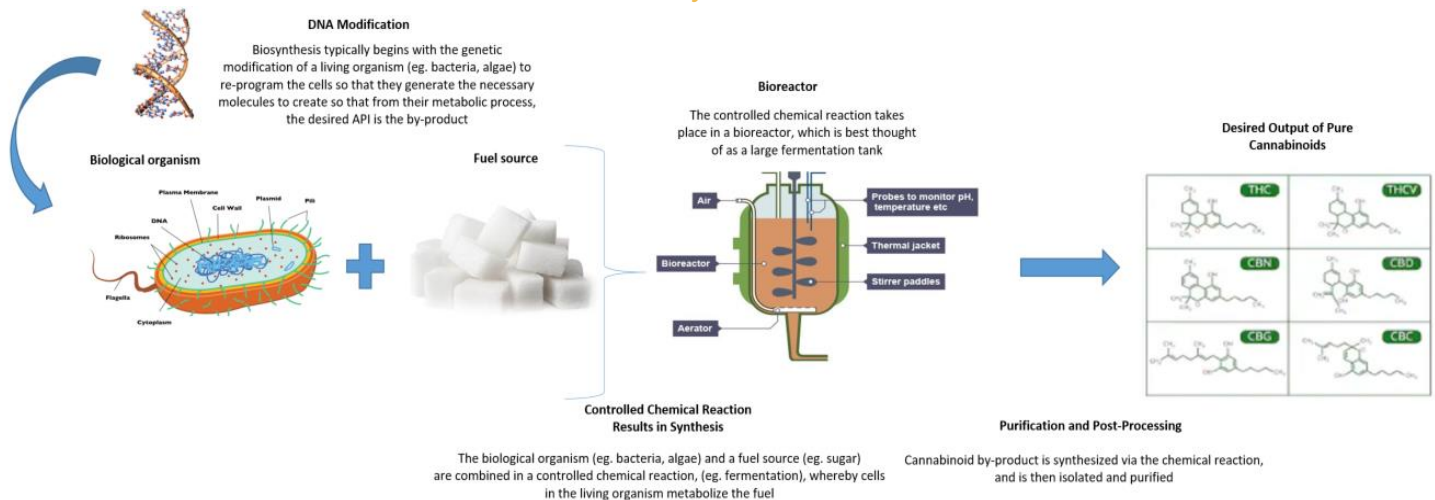 DNA Modification
Biosynthesis typically begins with the genetic
modification of a living organism (eg. bacteria, algae) to
re-program the cells so that they generate the necessary
molecules to create so that from their metabolic process,
the desired API is the by-product
Biological organism
Plasma Membrane
Cell Wall
Plasmid
Pili
DNA
Ribosomes
Flagella
Cytoplasm
Fuel source
Bioreactor
The controlled chemical reaction takes
place in a bioreactor, which is best thought
of as a large fermentation tank
Air
Bioreactor
Aerator
Probes to monitor pH,
temperature etc
Thermal jacket
Stirrer paddles
Controlled Chemical Reaction
Results in Synthesis
The biological organism (eg. bacteria, algae) and a fuel source (eg. sugar)
are combined in a controlled chemical reaction, (eg. fermentation), whereby cells
in the living organism metabolize the fuel
Desired Output of Pure
Cannabinoids
THC
THCV
CBN
CBD
CBG
CBC
Purification and Post-Processing
Cannabinoid by-product is synthesized via the chemical reaction,
and is then isolated and purified